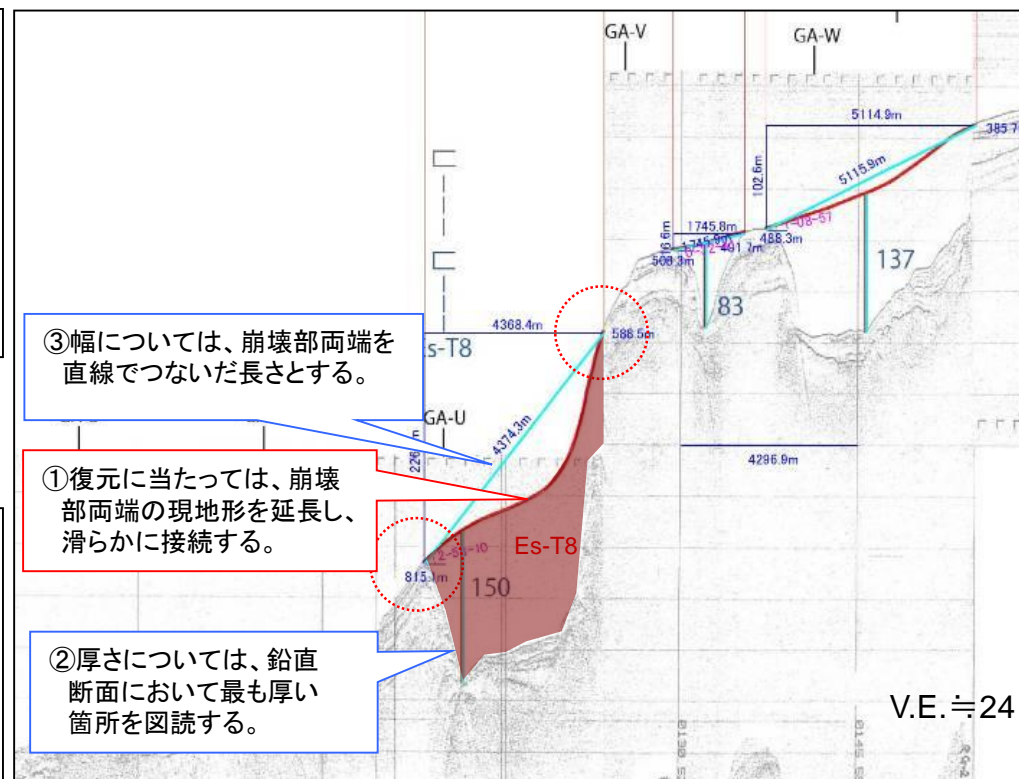 GA-V
GA-W
5114.9m
385.7
102.6m
5115.9m
1745.8m
16.6m
1745.9m
491.7m
488.3m
508.3m
137
83
4368.4m
588.5m
Es-T8
③幅については、崩壊部両端を
直線でつないだ長さとする。
GA-U
4374.3m
4296.9m
①復元に当たっては、崩壊
部両端の現地形を延長し、
滑らかに接続する。
Es-T8
815.1m
150
②厚さについては、鉛直
断面において最も厚い
箇所を図読する。
V.E.≒24